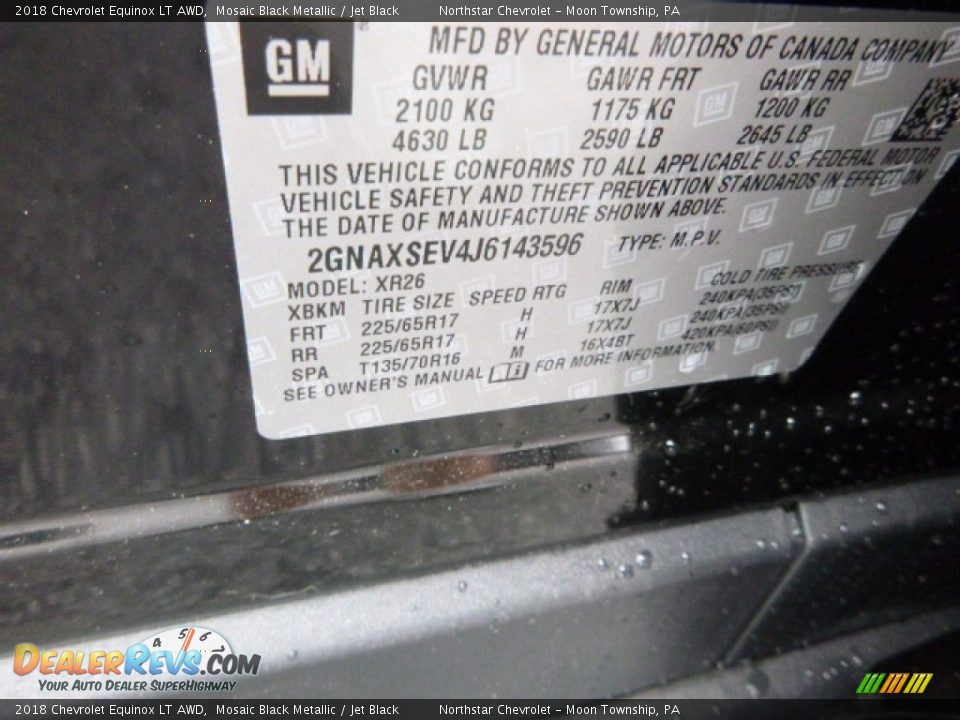 2018 Chevrolet Equinox LT AWD, Mosaic Black Metallic / Jet Black Northstar Chevrolet - Moon Township, PA
GM
MFD BY GENERAL MOTORS OF CANADA COMPANY
GVWR GAWR FRT GAWR RR
2100 KG 1175 KG 1200 KG
4630 LB 2590 LB 2645 LB
THIS VEHICLE CONFORMS TO ALL APPLICABLE U.S. FEDERAL MOTOR
VEHICLE SAFETY AND THEFT PREVENTION STANDARDS IN EFFECT ON
THE DATE OF MANUFACTURE SHOWN ABOVE.
2GNAXSEV4J6143596 TYPE: M.P.V.
MODEL: XR26
XBKM TIRE SIZE SPEED RTG RIM COLD TIRE PRESSURE
FRT 225/65R17 H 17X7J 240KPA(35PSI)
RR 225/65R17 H 17X7J 240KPA(35PSI)
SPA T135/70R16 M 16X4BT 420KPA(60PSI)
SEE OWNER'S MANUAL FOR MORE INFORMATION.
4 5 6
DEALERREVS.COM
YOUR AUTO DEALER SUPERHIGHWAY
2018 Chevrolet Equinox LT AWD, Mosaic Black Metallic / Jet Black Northstar Chevrolet - Moon Township, PA